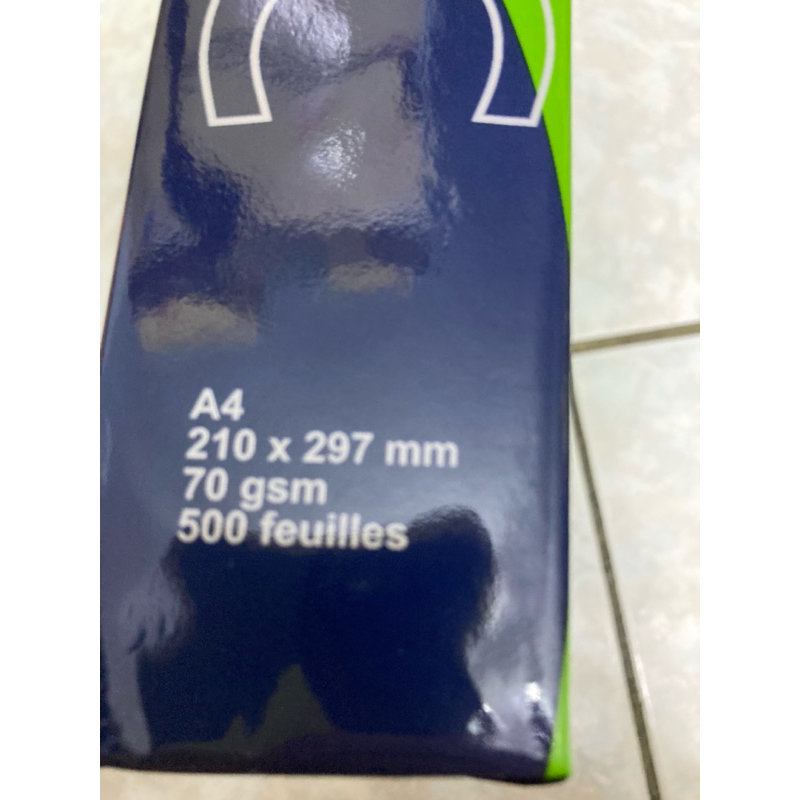 A4
210 x 297 mm
70 gsm
500 feuilles